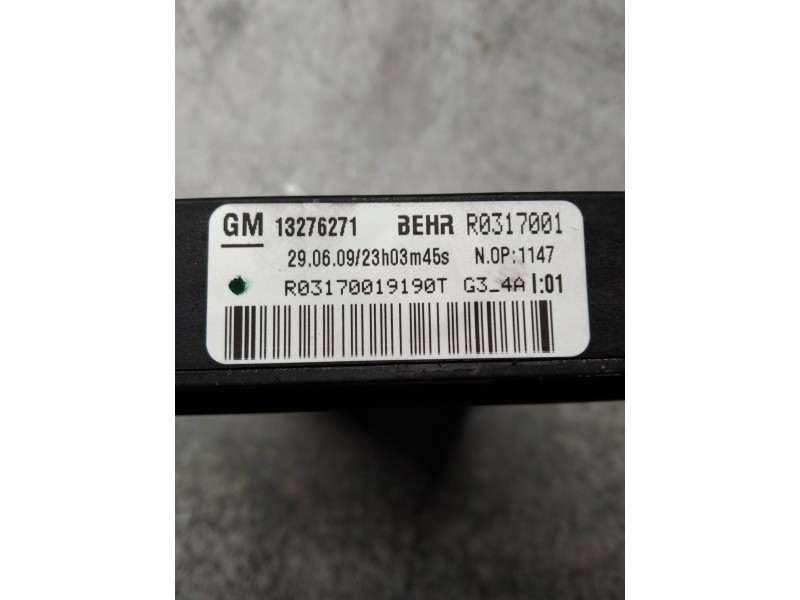 GM 13276271 BEHR R0317001
29.06.09/23h03m45s N.OP:1147
R03170019190T G3_4A I:01